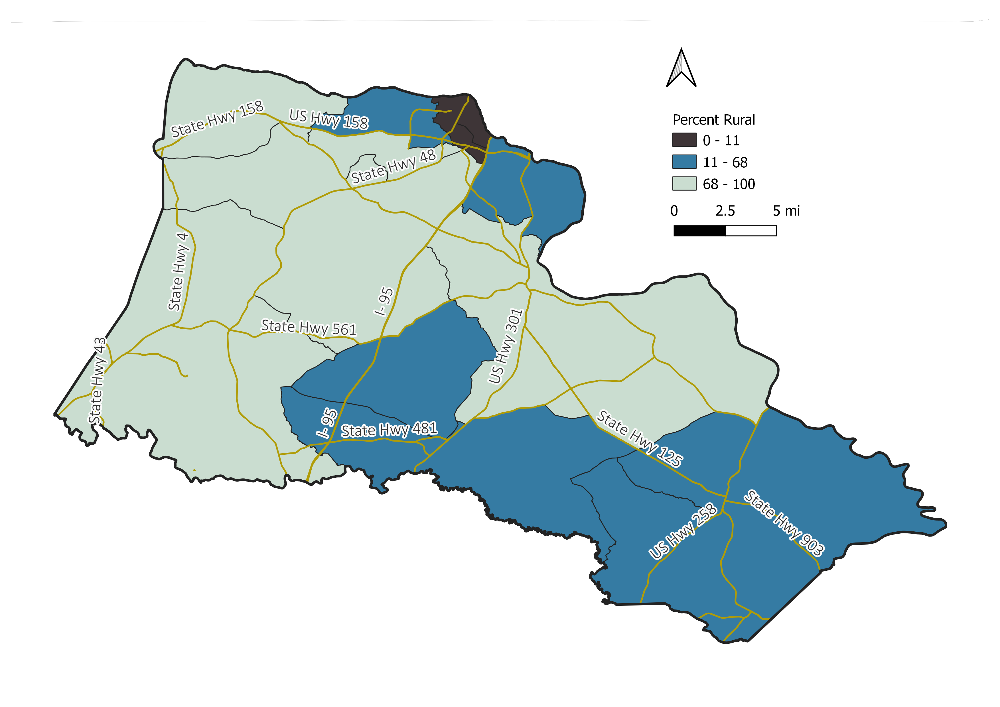 State Hwy 158
US Hwy 158
State Hwy 48
Percent Rural
0 - 11
11 - 68
68 - 100
0 2.5 5 mi
State Hwy 4
I- 95
State Hwy 561
US Hwy 301
State Hwy 43
I- 95
State Hwy 481
State Hwy 125
US Hwy 258
State Hwy 903